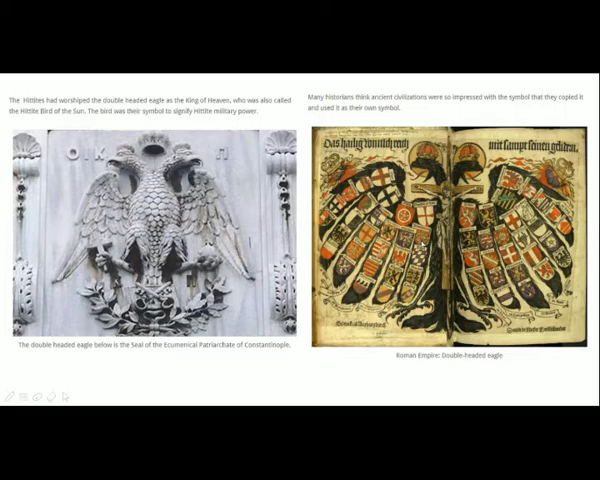 The Hittites had worshiped the double headed eagle as the King of Heaven, who was also called
the Hittite Bird of the Sun. The bird was their symbol to signify Hittite military power.
Ο Κ Π
The double headed eagle below is the Seal of the Ecumenical Patriarchate of Constantinople.
Many historians think ancient civilizations were so impressed with the symbol that they copied it
and used it as their own symbol.
Das hailig Römisch reich mit sampt seinen gelidern.
Roman Empire: Double-headed eagle